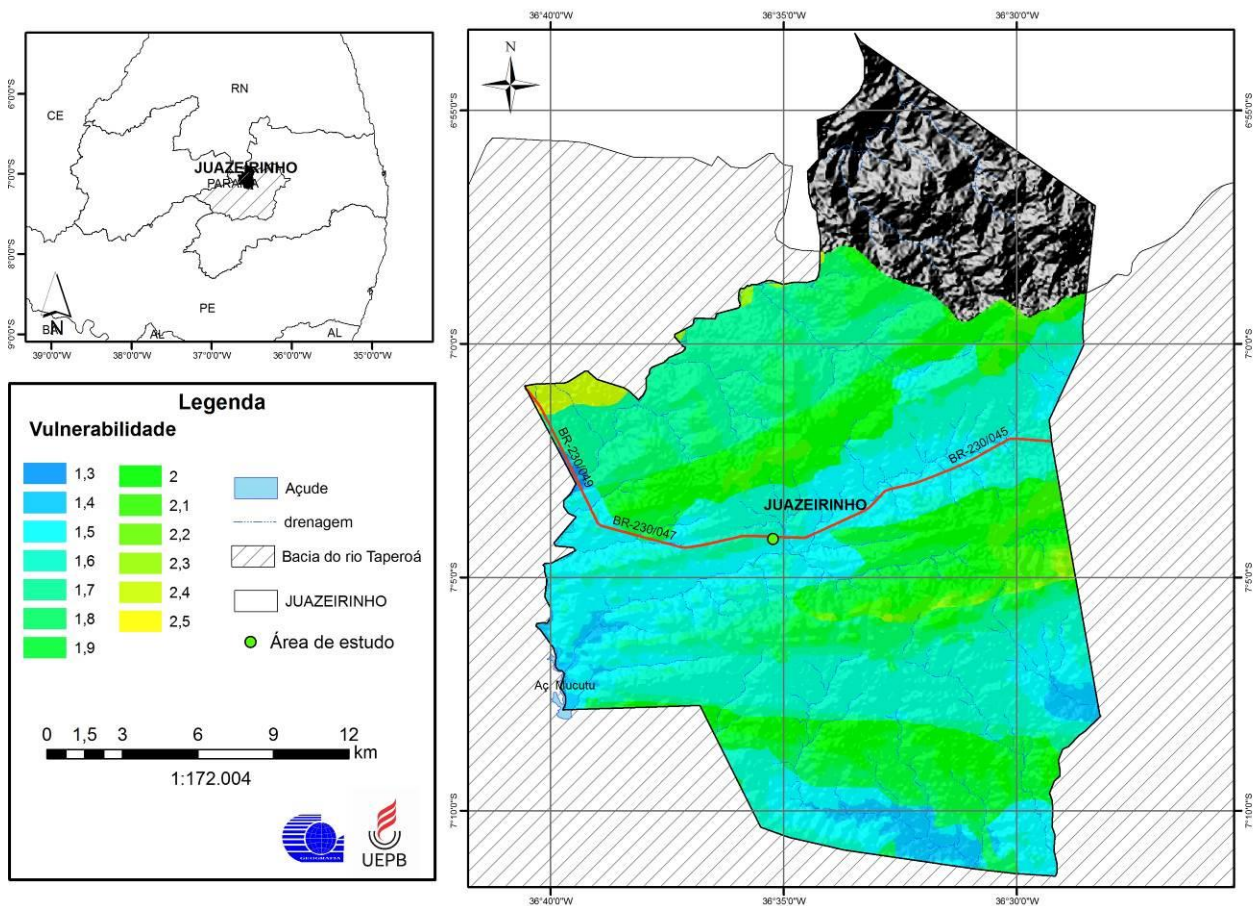 RN
CE
6°0'0"S
7°0'0"S
8°0'0"S
9°0'0"S
JUAZEIRINHO
PARAÍBA
PE
AL
AL
N
39°0'0"W
38°0'0"W
37°0'0"W
36°0'0"W
35°0'0"W
Legenda
Vulnerabilidade
1,3
1,4
1,5
1,6
1,7
1,8
1,9
2
2,1
2,2
2,3
2,4
2,5
Açude
drenagem
Bacia do rio Taperoá
JUAZEIRINHO
Área de estudo
0 1,5 3 6 9 12
km
1:172.004
GEOGRAFIA
UEPB
36°40'0"W
36°35'0"W
36°30'0"W
N
6°55'0"S
6°55'0"S
7°0'0"S
7°0'0"S
BR-230/049
BR-230/047
BR-230/045
JUAZEIRINHO
7°5'0"S
7°5'0"S
Aç. Mucutu
7°10'0"S
7°10'0"S
36°40'0"W
36°35'0"W
36°30'0"W